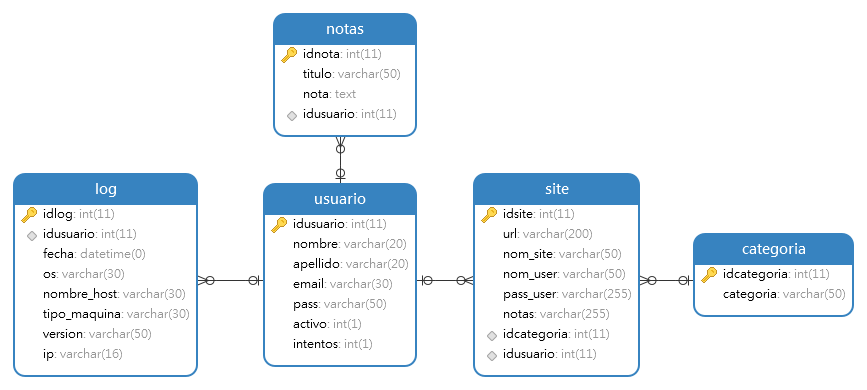 notas
idnota: int(11)
titulo: varchar(50)
nota: text
idusuario: int(11)
log
idlog: int(11)
idusuario: int(11)
fecha: datetime(0)
os: varchar(30)
nombre_host: varchar(30)
tipo_maquina: varchar(30)
version: varchar(50)
ip: varchar(16)
usuario
idusuario: int(11)
nombre: varchar(20)
apellido: varchar(20)
email: varchar(30)
pass: varchar(50)
activo: int(1)
intentos: int(1)
site
idsite: int(11)
url: varchar(200)
nom_site: varchar(50)
nom_user: varchar(50)
pass_user: varchar(255)
notas: varchar(255)
idcategoria: int(11)
idusuario: int(11)
categoria
idcategoria: int(11)
categoria: varchar(50)